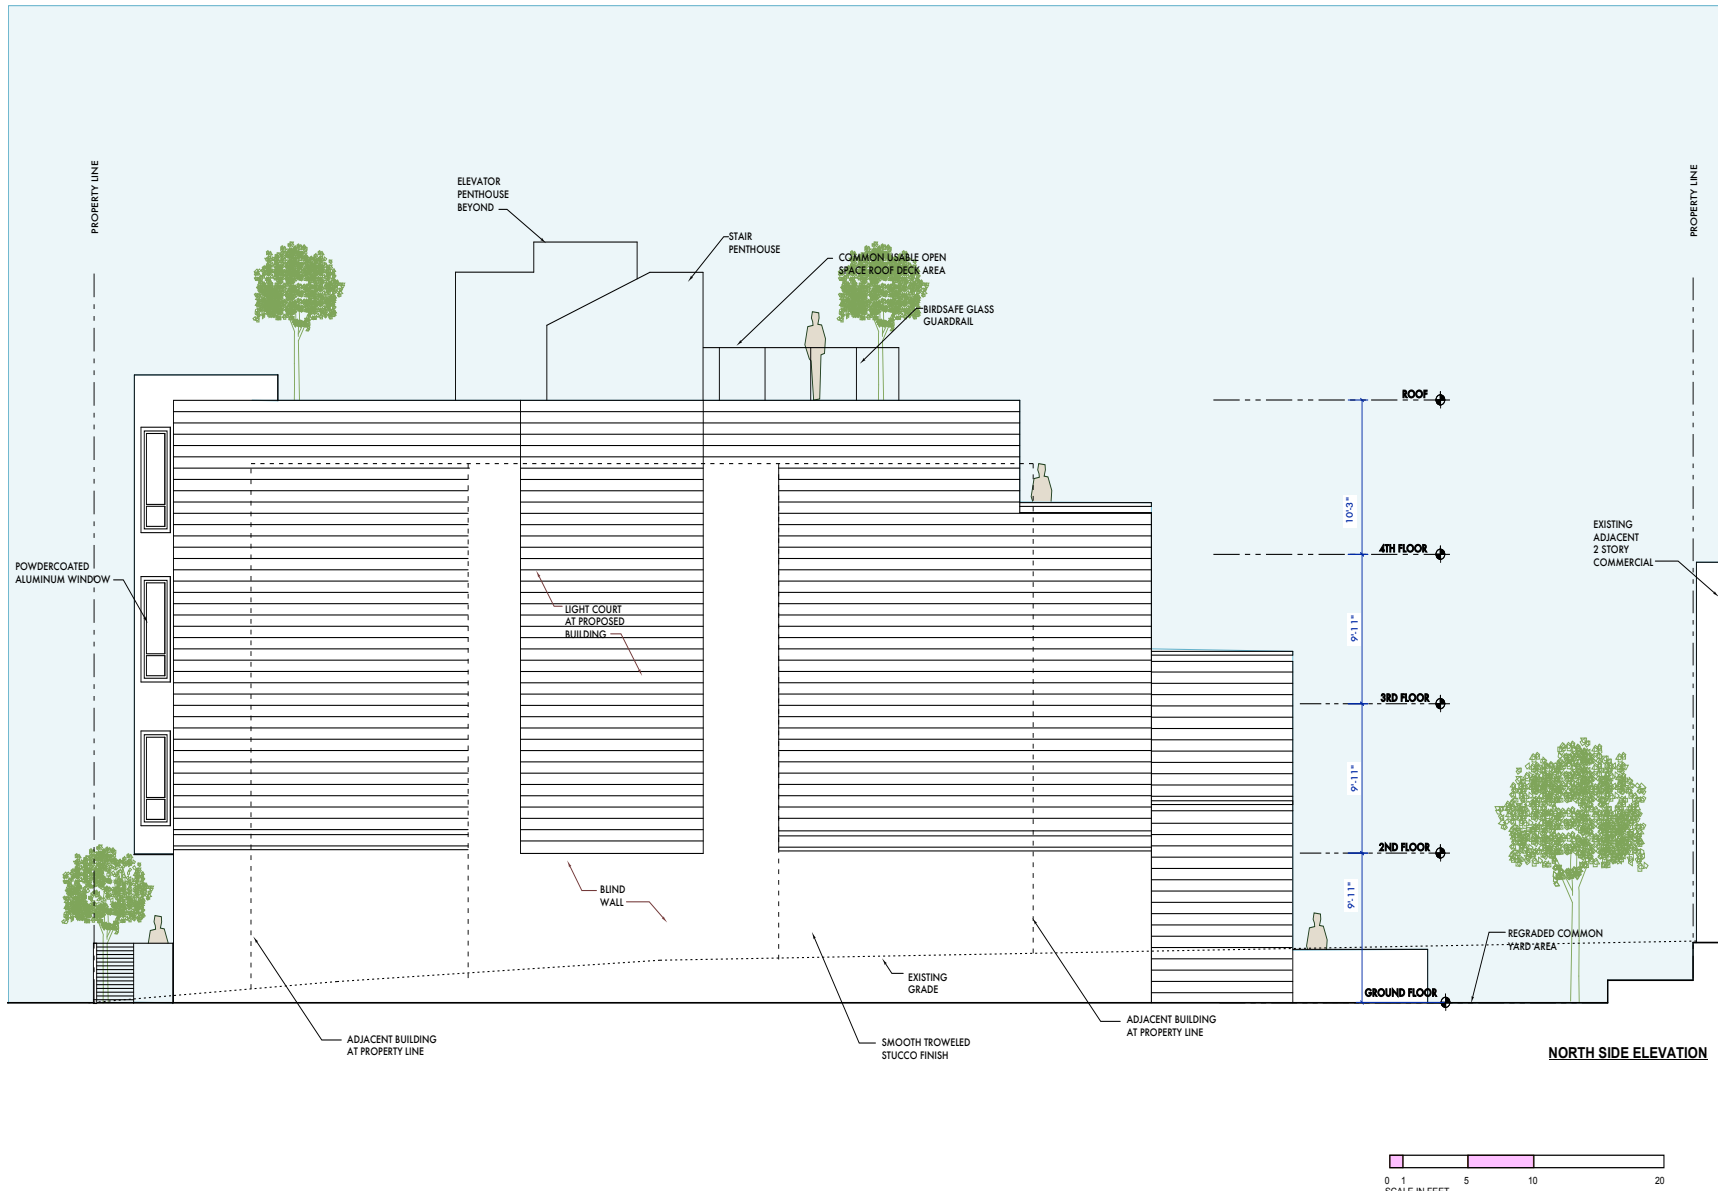 PROPERTY LINE
PROPERTY LINE
ELEVATOR
PENTHOUSE
BEYOND
STAIR
PENTHOUSE
COMMON USABLE OPEN
SPACE ROOF DECK AREA
BIRDSAFE GLASS
GUARDRAIL
ROOF
10'-3"
4TH FLOOR
EXISTING
ADJACENT
2 STORY
COMMERCIAL
POWDERCOATED
ALUMINUM WINDOW
LIGHT COURT
AT PROPOSED
BUILDING
9'-11"
3RD FLOOR
9'-11"
2ND FLOOR
9'-11"
BLIND
WALL
REGRADED COMMON
YARD AREA
EXISTING
GRADE
GROUND FLOOR
ADJACENT BUILDING
AT PROPERTY LINE
SMOOTH TROWELED
STUCCO FINISH
ADJACENT BUILDING
AT PROPERTY LINE
NORTH SIDE ELEVATION
0 1 5 10 20
SCALE IN FEET